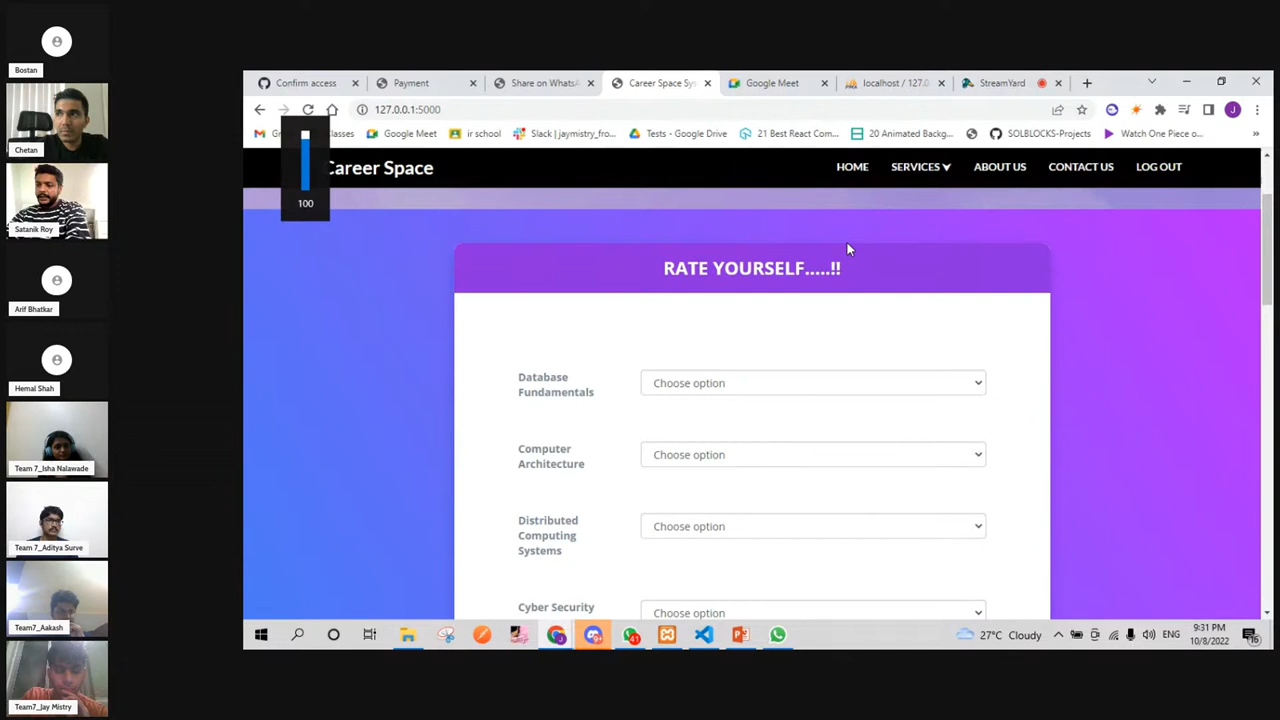 Bostan
Chetan
Satanik Roy
Arif Bhatkar
Hemal Shah
Team 7_Isha Nalawade
Team 7_Aditya Surve
Team7_Aakash
Team7_Jay Mistry
Confirm access
Payment
Share on WhatsA
Career Space Sys
Google Meet
localhost / 127.0.
StreamYard
127.0.0.1:5000
J
Classes
Google Meet
ir school
Slack | jaymistry_fro...
Tests - Google Drive
21 Best React Com...
20 Animated Backg...
SOLBLOCKS-Projects
Watch One Piece o...
100
Career Space
HOME
SERVICES
ABOUT US
CONTACT US
LOG OUT
RATE YOURSELF.....!!
Database
Fundamentals
Choose option
Computer
Architecture
Choose option
Distributed
Computing
Systems
Choose option
Cyber Security
Choose option
41
27°C Cloudy
ENG
9:31 PM
10/8/2022
16